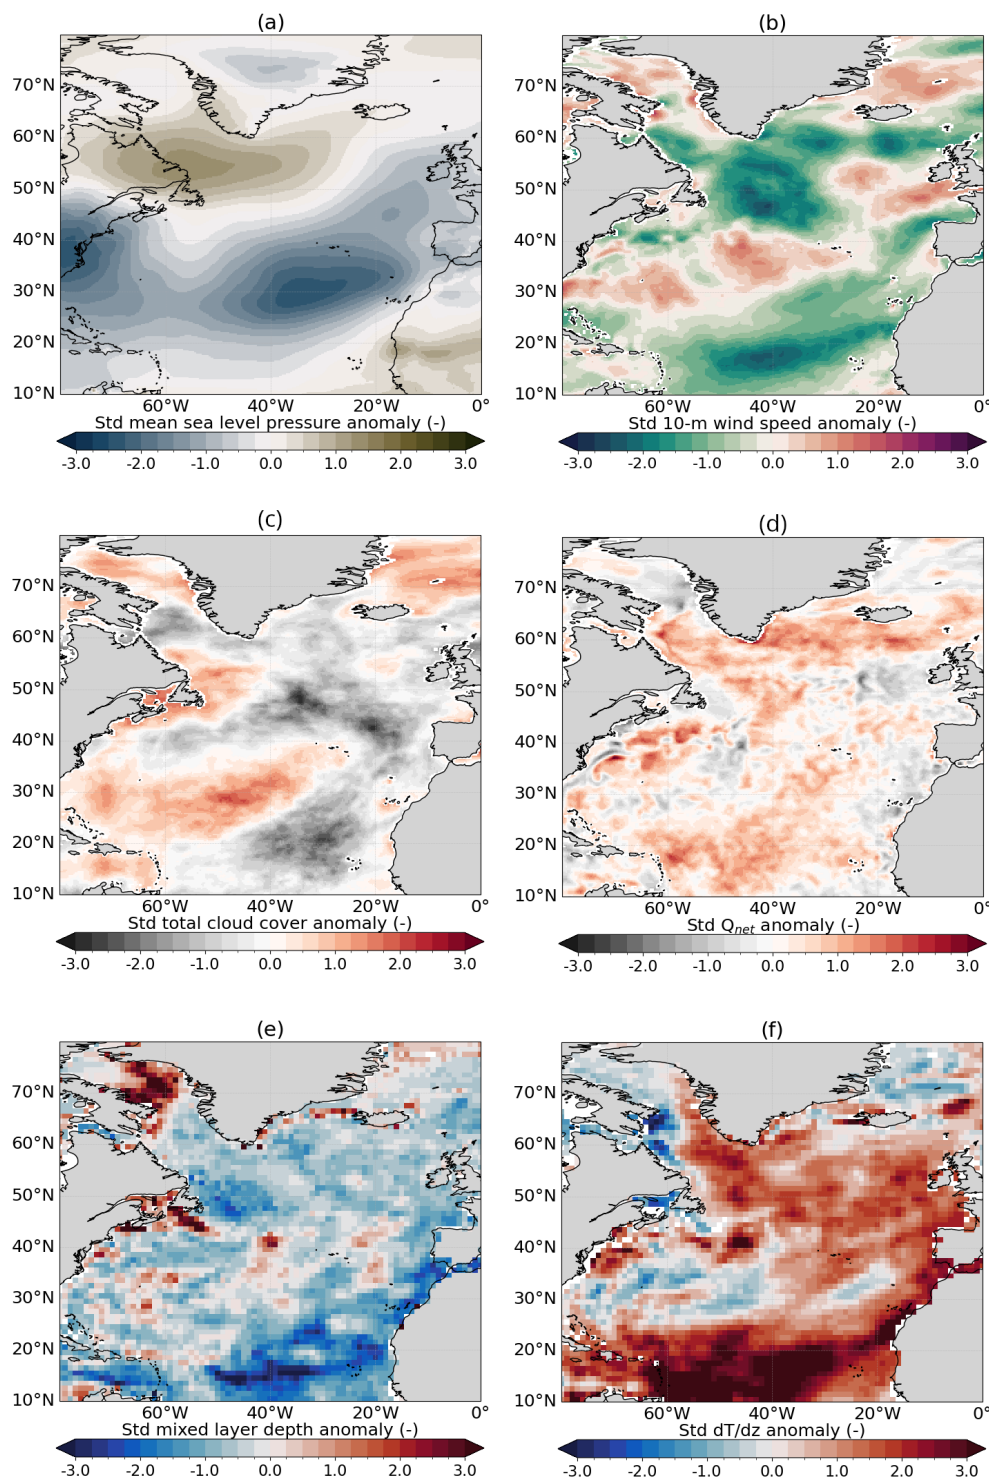 (a)
(b)
70°N
60°N
50°N
40°N
30°N
20°N
10°N
60°W
40°W
20°W
0°
Std mean sea level pressure anomaly (-)
-3.0
-2.0
-1.0
0.0
1.0
2.0
3.0
70°N
60°N
50°N
40°N
30°N
20°N
10°N
60°W
40°W
20°W
0°
Std 10-m wind speed anomaly (-)
-3.0
-2.0
-1.0
0.0
1.0
2.0
3.0
(c)
(d)
70°N
60°N
50°N
40°N
30°N
20°N
10°N
60°W
40°W
20°W
0°
Std total cloud cover anomaly (-)
-3.0
-2.0
-1.0
0.0
1.0
2.0
3.0
70°N
60°N
50°N
40°N
30°N
20°N
10°N
60°W
40°W
20°W
0°
Std Qnet anomaly (-)
-3.0
-2.0
-1.0
0.0
1.0
2.0
3.0
(e)
(f)
70°N
60°N
50°N
40°N
30°N
20°N
10°N
60°W
40°W
20°W
0°
Std mixed layer depth anomaly (-)
-3.0
-2.0
-1.0
0.0
1.0
2.0
3.0
70°N
60°N
50°N
40°N
30°N
20°N
10°N
60°W
40°W
20°W
0°
Std dT/dz anomaly (-)
-3.0
-2.0
-1.0
0.0
1.0
2.0
3.0